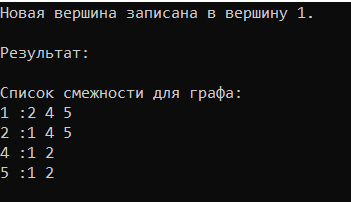 Новая вершина записана в вершину 1.
Результат:
Список смежности для графа:
1 :2 4 5
2 :1 4 5
4 :1 2
5 :1 2